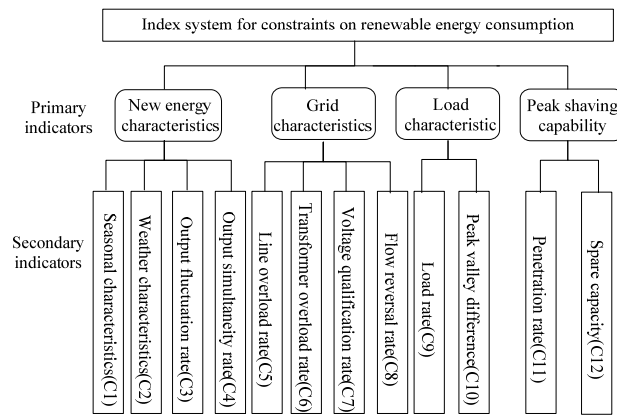 Index system for constraints on renewable energy consumption
Primary
indicators
New energy
characteristics
Grid
characteristics
Load
characteristic
Peak shaving
capability
Secondary
indicators
Seasonal characteristics(C1)
Weather characteristics(C2)
Output fluctuation rate(C3)
Output simultaneity rate(C4)
Line overload rate(C5)
Transformer overload rate(C6)
Voltage qualification rate(C7)
Flow reversal rate(C8)
Load rate(C9)
Peak valley difference(C10)
Penetration rate(C11)
Spare capacity(C12)